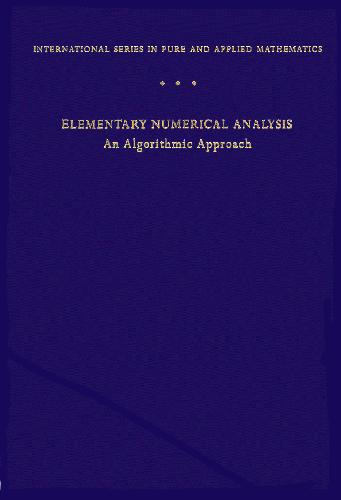 INTERNATIONAL SERIES IN PURE AND APPLIED MATHEMATICS
ELEMENTARY NUMERICAL ANALYSIS
An Algorithmic Approach